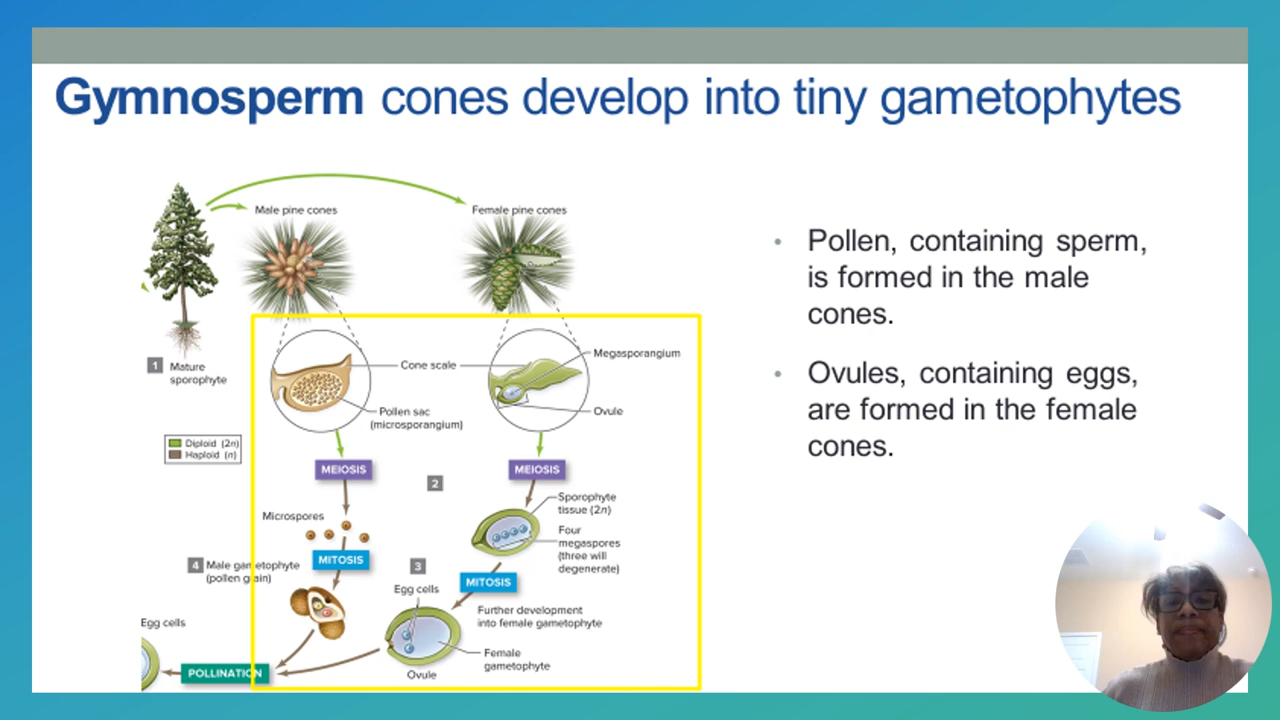 Gymnosperm cones develop into tiny gametophytes
Male pine cones
Female pine cones
• Pollen, containing sperm,
is formed in the male
cones.
• Ovules, containing eggs,
are formed in the female
cones.
1 Mature
sporophyte
Cone scale
Megasporangium
Pollen sac
(microsporangium)
Ovule
Diploid (2n)
Haploid (n)
MEIOSIS
MEIOSIS
2
Sporophyte
tissue (2n)
Microspores
Four
megaspores
(three will
degenerate)
MITOSIS
4 Male gametophyte
(pollen grain)
3
Egg cells
MITOSIS
Further development
into female gametophyte
Egg cells
Female
gametophyte
POLLINATION
Ovule